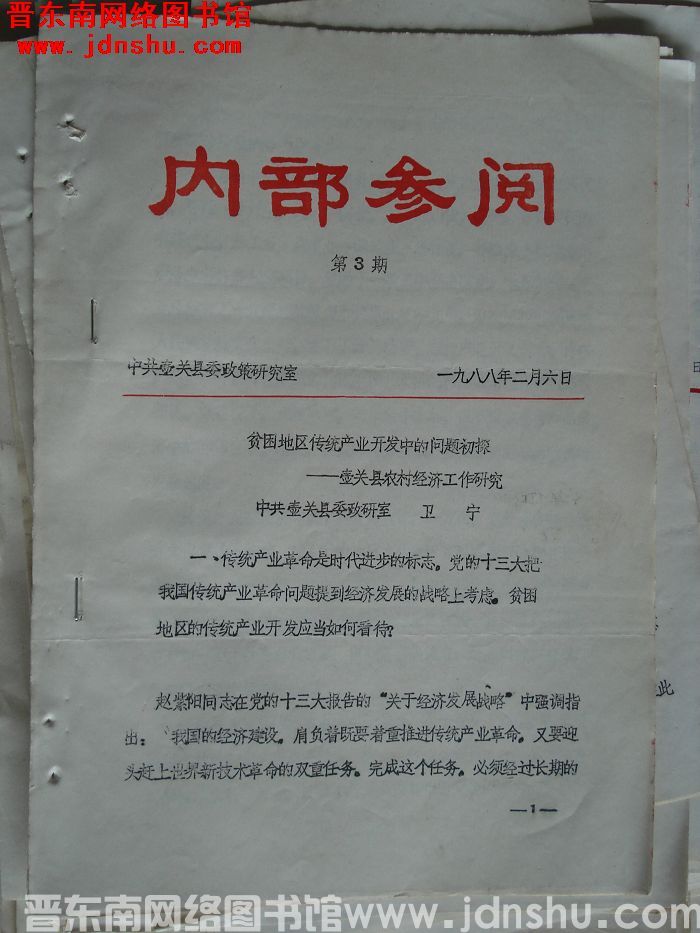 晋东南网络图书馆
www.jdnshu.com
内部参阅
第3期
中共壶关县委政策研究室 一九八八年二月六日
贫困地区传统产业开发中的问题初探
——壶关县农村经济工作研究
中共壶关县委政研室 卫 宁
一、传统产业革命是时代进步的标志。党的十三大把
我国传统产业革命问题提到经济发展的战略上考虑。贫困
地区的传统产业开发应当如何看待?
赵紫阳同志在党的十三大报告的“关于经济发展战略”中强调指
出:“我国的经济建设。肩负着既要着重推进传统产业革命。又要迎
头赶上世界新技术革命的双重任务。完成这个任务。必须经过长期的
—1—
此
晋东南网络图书馆www.jdnshu.com